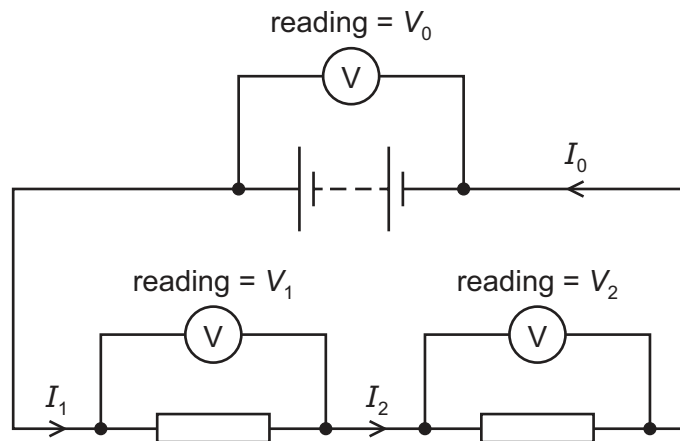 reading = V₀
V
I₀
reading = V₁
reading = V₂
V
V
I₁
I₂